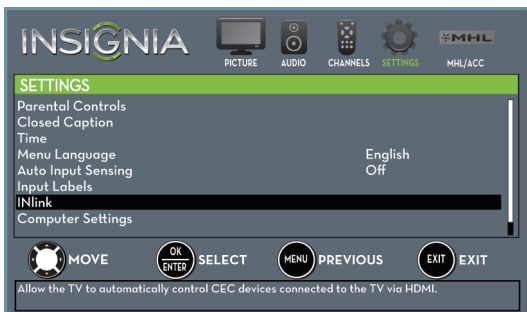 INSIGNIA
PICTURE AUDIO CHANNELS SETTINGS MHL MHL/ACC
SETTINGS
Parental Controls
Closed Caption
Time
Menu Language English
Auto Input Sensing Off
Input Labels
INlink
Computer Settings
MOVE OK ENTER SELECT MENU PREVIOUS EXIT EXIT
Allow the TV to automatically control CEC devices connected to the TV via HDMI.